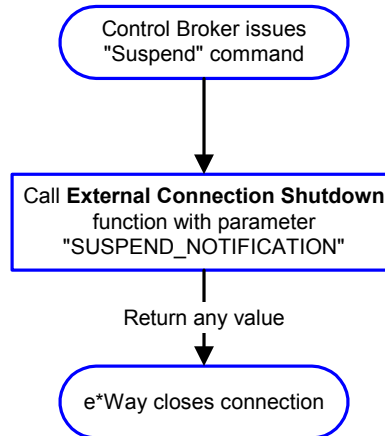 Control Broker issues
"Suspend" command
Call External Connection Shutdown
function with parameter
"SUSPEND_NOTIFICATION"
Return any value
e*Way closes connection